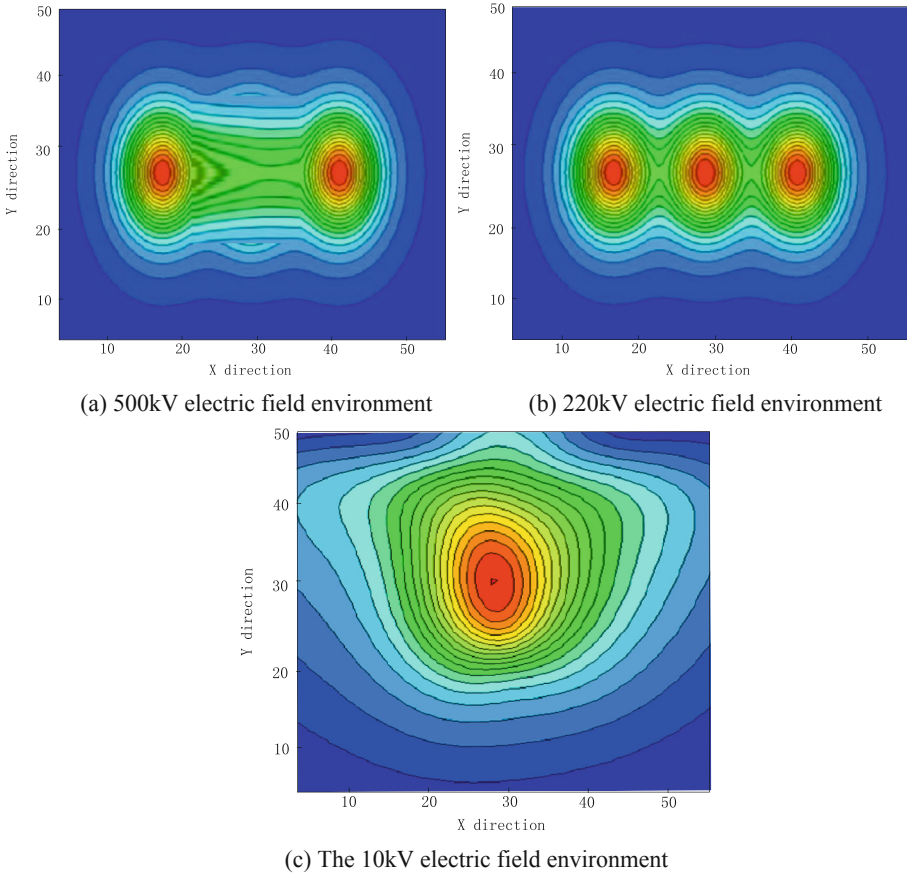 50
40
30
20
10
Y direction
10 20 30 40 50
X direction
(a) 500kV electric field environment
50
40
30
20
10
Y direction
10 20 30 40 50
X direction
(b) 220kV electric field environment
50
40
30
20
10
Y direction
10 20 30 40 50
X direction
(c) The 10kV electric field environment